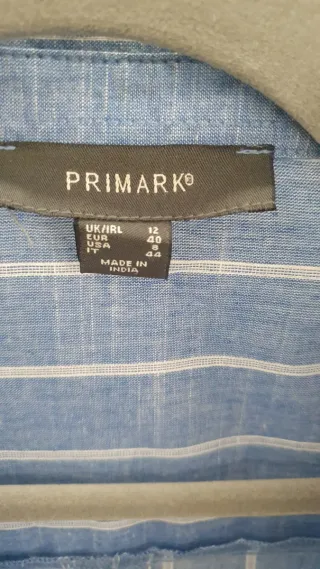 PRIMARK®
UK/IRL 12
EUR 40
USA 8
IT 44
MADE IN
INDIA